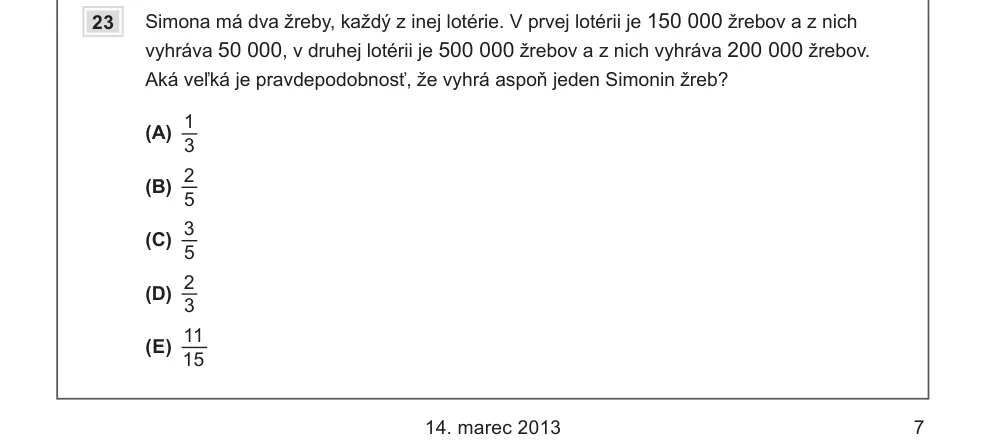 23 Simona má dva žreby, každý z inej lotérie. V prvej lotérii je 150 000 žrebov a z nich
vyhráva 50 000, v druhej lotérii je 500 000 žrebov a z nich vyhráva 200 000 žrebov.
Aká veľká je pravdepodobnosť, že vyhrá aspoň jeden Simonin žreb?
(A) 1/3
(B) 2/5
(C) 3/5
(D) 2/3
(E) 11/15
14. marec 2013 7